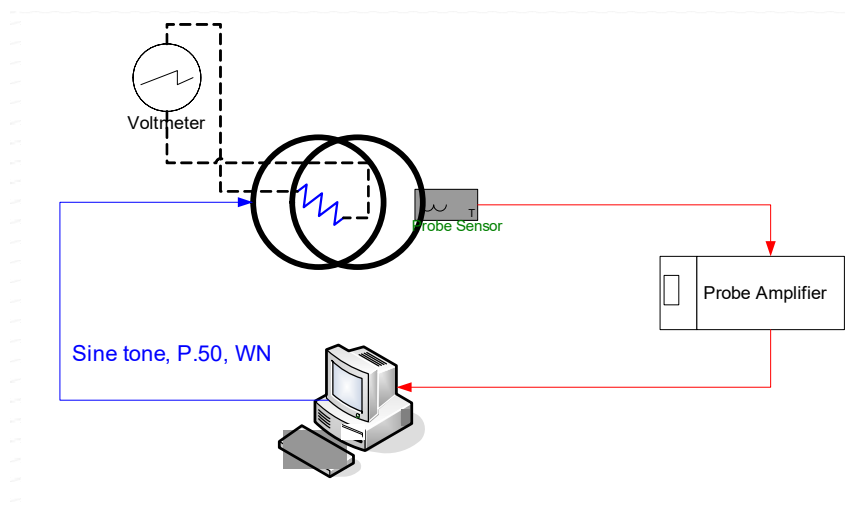 Voltmeter
T
Probe Sensor
Probe Amplifier
Sine tone, P.50, WN